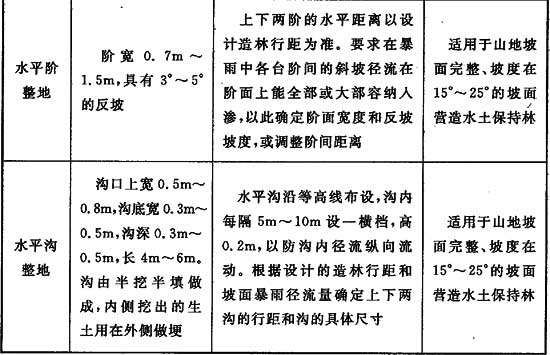 水平阶
整地
阶宽 0.7m～
1.5m,具有 3°～5°
的反坡
上下两阶的水平距离以设
计造林行距为准。要求在暴
雨中各台阶间的斜坡径流在
阶面上能全部或大部容纳入
渗,以此确定阶面宽度和反坡
坡度,或调整阶间距离
适用于山地坡
面完整、坡度在
15°～25°的坡面
营造水土保持林
水平沟
整地
沟口上宽 0.5m～
0.8m,沟底宽 0.3m～
0.5m,沟深 0.3m～
0.5m,长 4m～6m。
沟由半挖半填做
成,内侧挖出的生
土用在外侧做埂
水平沟沿等高线布设,沟内
每隔 5m～10m 设一横档,高
0.2m,以防沟内径流纵向流
动。根据设计的造林行距和
坡面暴雨径流量确定上下两
沟的行距和沟的具体尺寸
适用于山地坡
面完整、坡度在
15°～25°的坡面
营造水土保持林